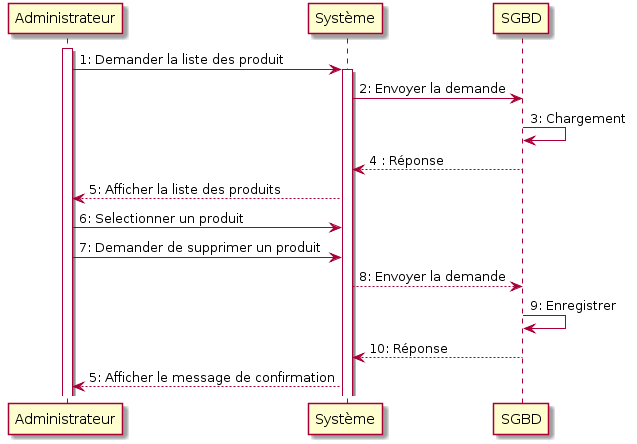 Administrateur
Système
SGBD
1: Demander la liste des produit
2: Envoyer la demande
3: Chargement
4 : Réponse
5: Afficher la liste des produits
6: Selectionner un produit
7: Demander de supprimer un produit
8: Envoyer la demande
9: Enregistrer
10: Réponse
5: Afficher le message de confirmation
Administrateur
Système
SGBD